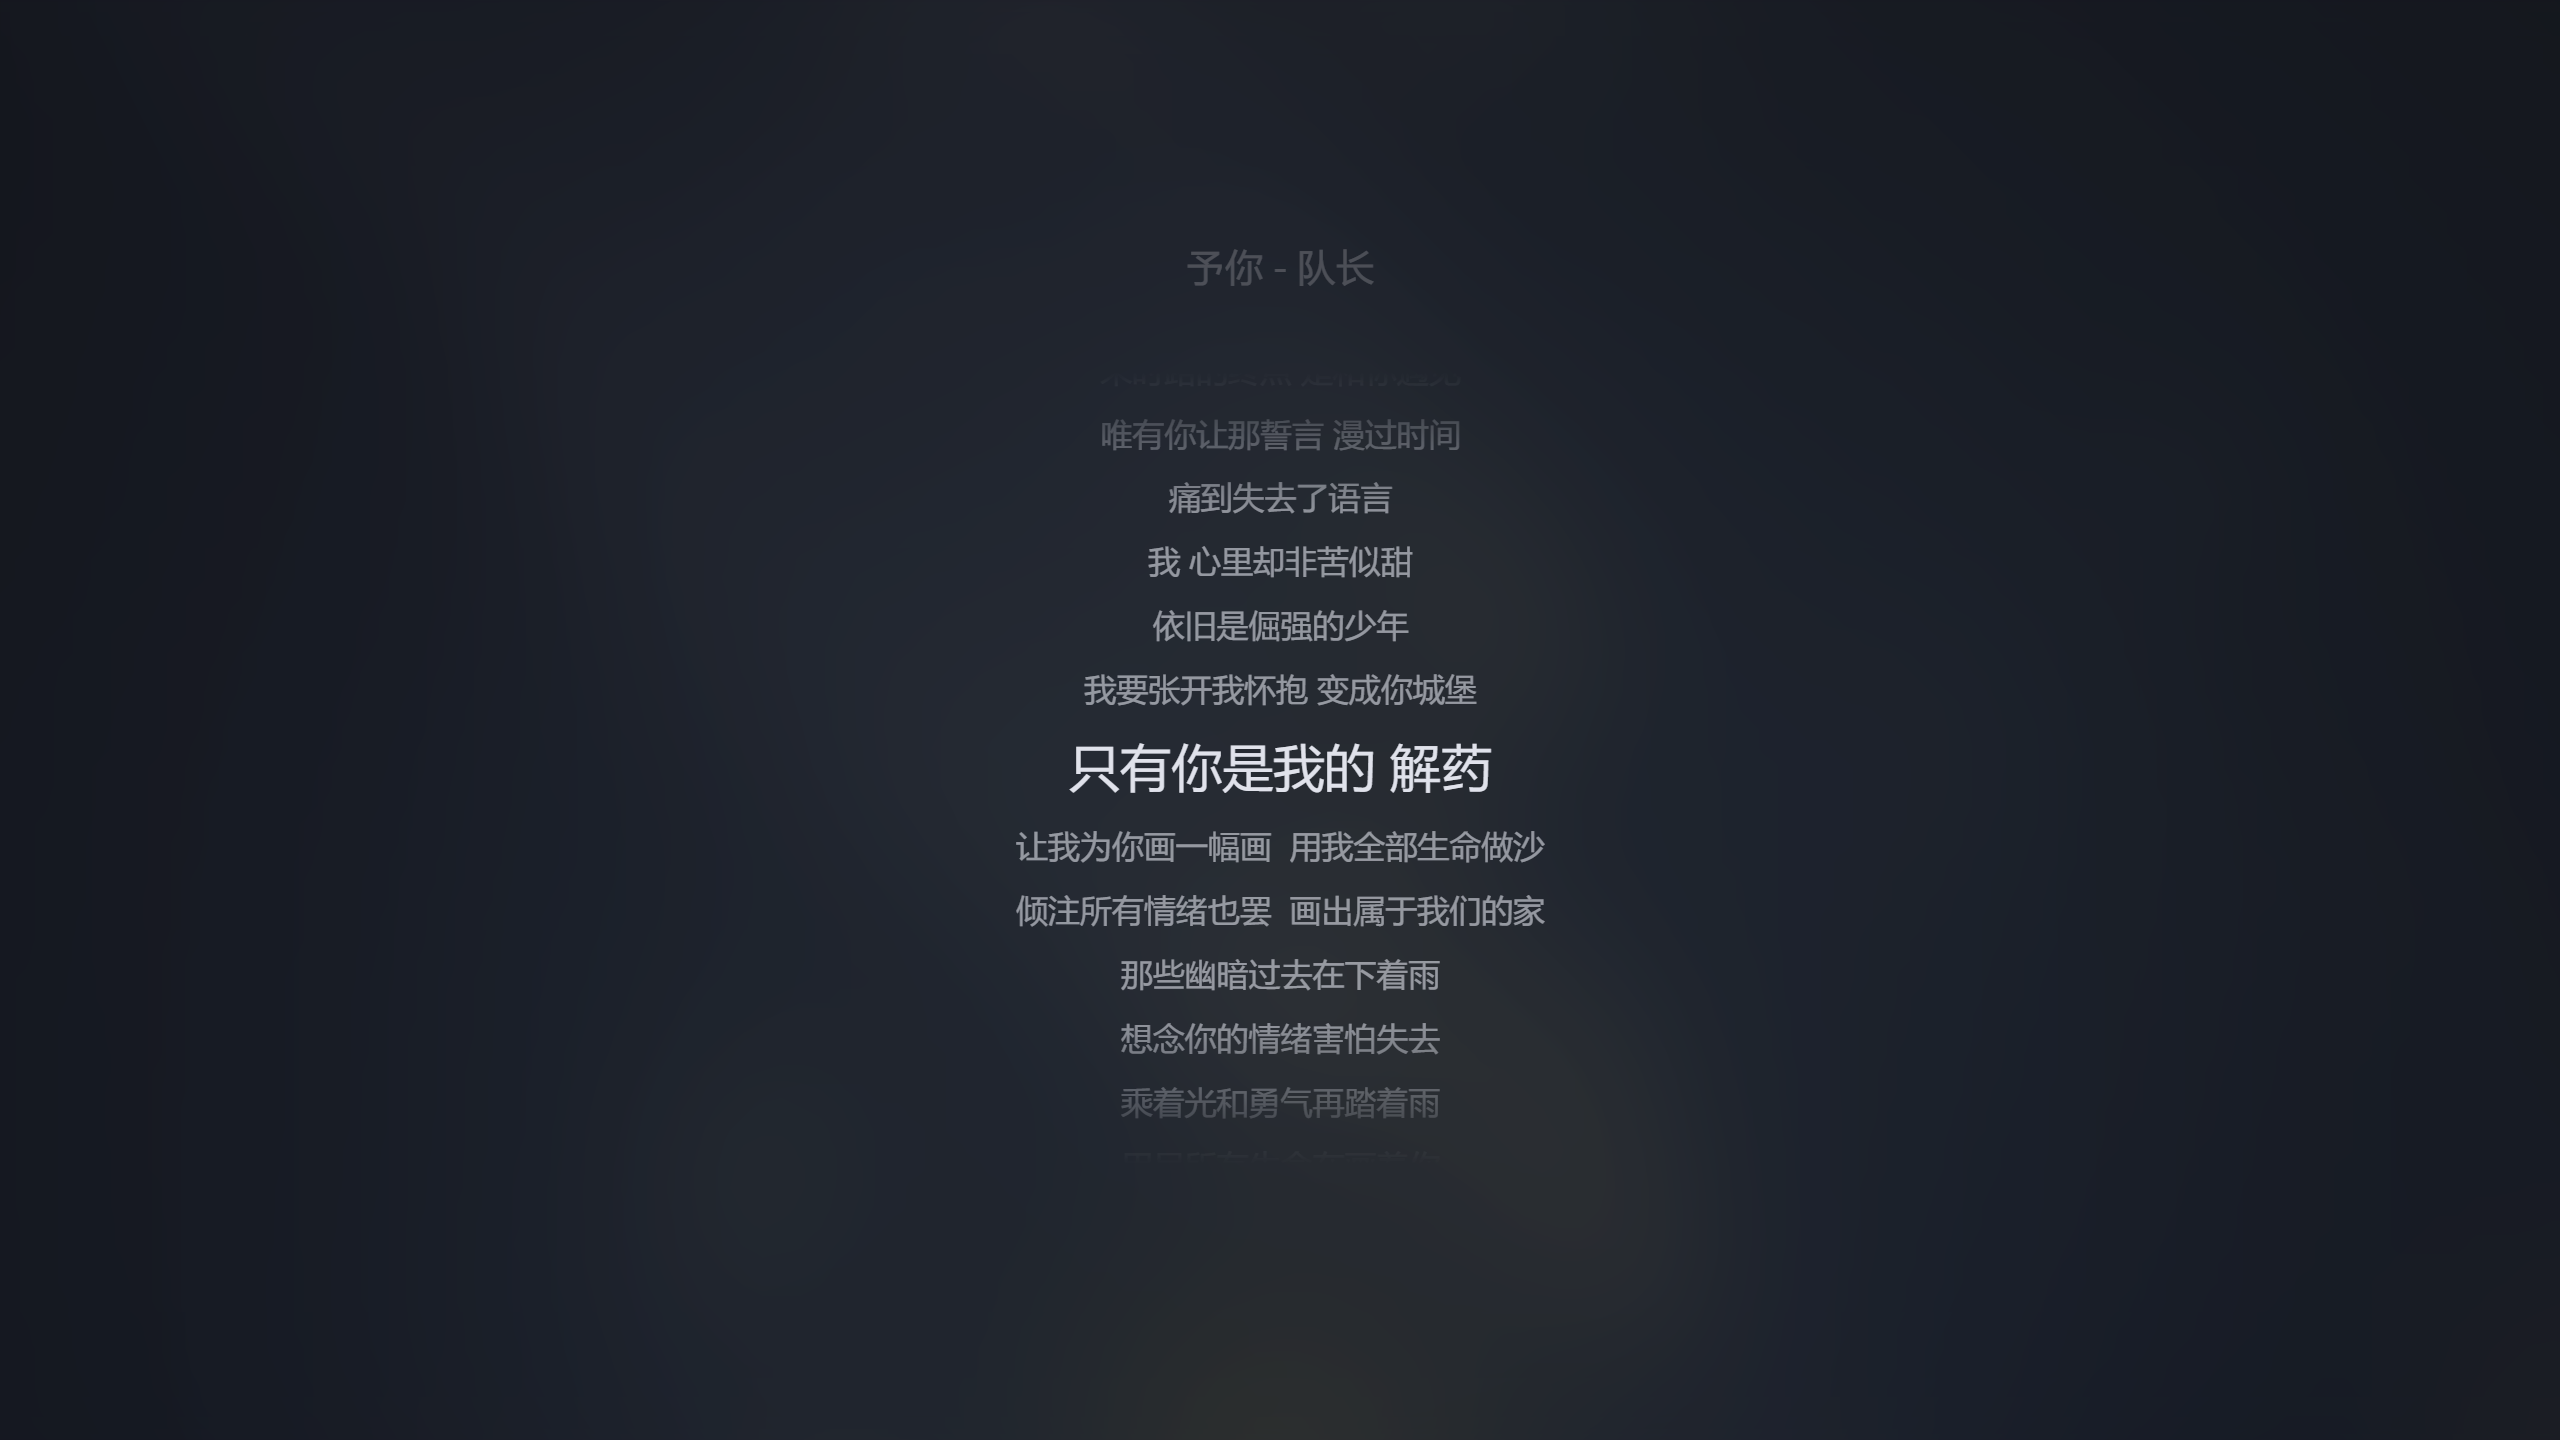 予你 - 队长
唯有你让那誓言 漫过时间
痛到失去了语言
我 心里却非苦似甜
依旧是倔强的少年
我要张开我怀抱 变成你城堡
只有你是我的 解药
让我为你画一幅画  用我全部生命做沙
倾注所有情绪也罢  画出属于我们的家
那些幽暗过去在下着雨
想念你的情绪害怕失去
乘着光和勇气再踏着雨